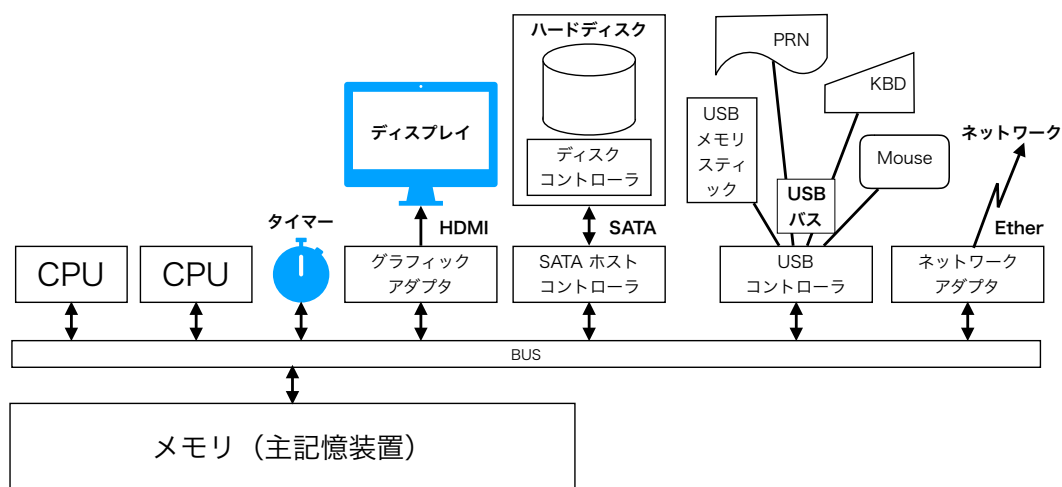 ハードディスク
PRN
KBD
ディスプレイ
USB
メモリ
スティ
ック
ネットワーク
ディスク
コントローラ
Mouse
USB
バス
タイマー
HDMI
SATA
Ether
CPU
CPU
グラフィック
アダプタ
SATA ホスト
コントローラ
USB
コントローラ
ネットワーク
アダプタ
BUS
メモリ（主記憶装置）